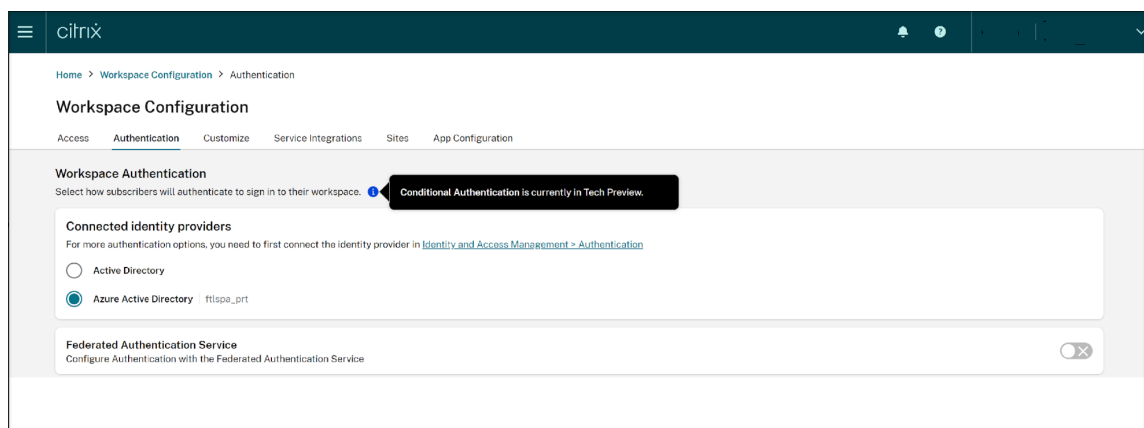 citrix
Home > Workspace Configuration > Authentication
Workspace Configuration
Access Authentication Customize Service Integrations Sites App Configuration
Workspace Authentication
Select how subscribers will authenticate to sign in to their workspace.
Conditional Authentication is currently in Tech Preview.
Connected identity providers
For more authentication options, you need to first connect the identity provider in Identity and Access Management > Authentication
Active Directory
Azure Active Directory | ftlspa_prt
Federated Authentication Service
Configure Authentication with the Federated Authentication Service